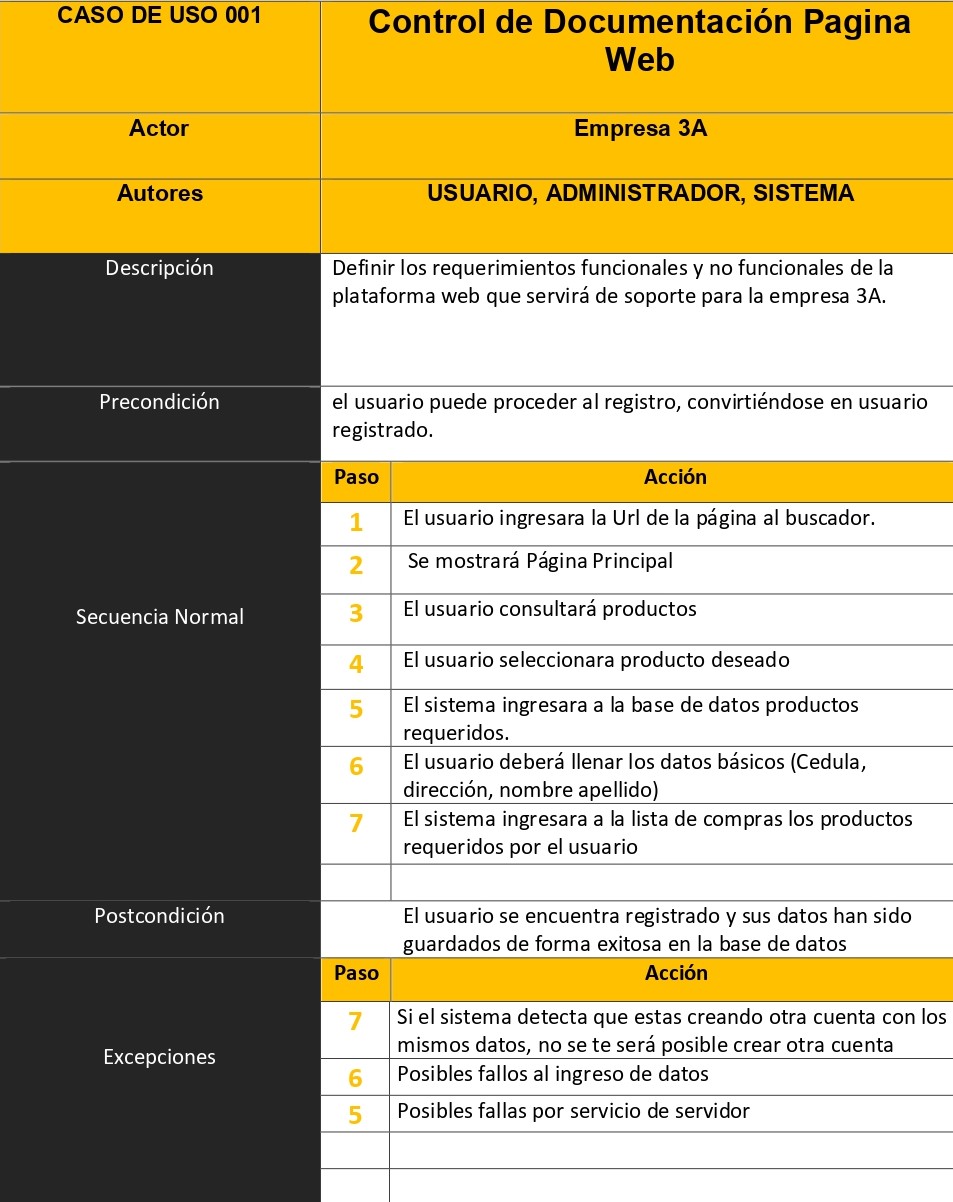 CASO DE USO 001
Control de Documentación Pagina
Web
Actor
Empresa 3A
Autores
USUARIO, ADMINISTRADOR, SISTEMA
Descripción
Definir los requerimientos funcionales y no funcionales de la
plataforma web que servirá de soporte para la empresa 3A.
Precondición
el usuario puede proceder al registro, convirtiéndose en usuario
registrado.
Secuencia Normal
Paso Acción
1 El usuario ingresara la Url de la página al buscador.
2 Se mostrará Página Principal
3 El usuario consultará productos
4 El usuario seleccionara producto deseado
5 El sistema ingresara a la base de datos productos
requeridos.
6 El usuario deberá llenar los datos básicos (Cedula,
dirección, nombre apellido)
7 El sistema ingresara a la lista de compras los productos
requeridos por el usuario
Postcondición
El usuario se encuentra registrado y sus datos han sido
guardados de forma exitosa en la base de datos
Excepciones
Paso Acción
7 Si el sistema detecta que estas creando otra cuenta con los
mismos datos, no se te será posible crear otra cuenta
6 Posibles fallos al ingreso de datos
5 Posibles fallas por servicio de servidor